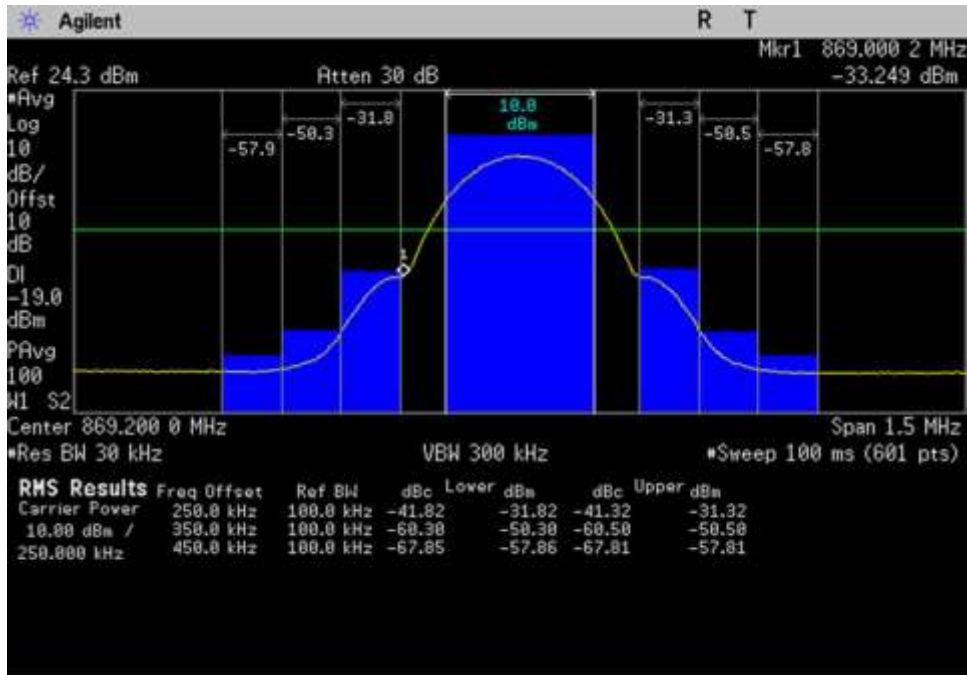 Agilent R T
Mkr1 869.000 2 MHz
Ref 24.3 dBm Atten 30 dB -33.249 dBm
#Avg
Log
10
dB/
Offst
10
dB
DI
-19.0
dBm
PAvg
100
W1 S2
-57.9 -50.3 -31.8 10.0 dBm -31.3 -50.5 -57.8
1
Center 869.200 0 MHz Span 1.5 MHz
#Res BW 30 kHz VBW 300 kHz #Sweep 100 ms (601 pts)
RMS Results Freq Offset Ref BW dBc Lower dBm dBc Upper dBm
Carrier Power 250.0 kHz 100.0 kHz -41.82 -31.82 -41.32 -31.32
10.00 dBm / 350.0 kHz 100.0 kHz -60.30 -50.30 -60.50 -50.50
250.000 kHz 450.0 kHz 100.0 kHz -67.85 -57.86 -67.81 -57.81